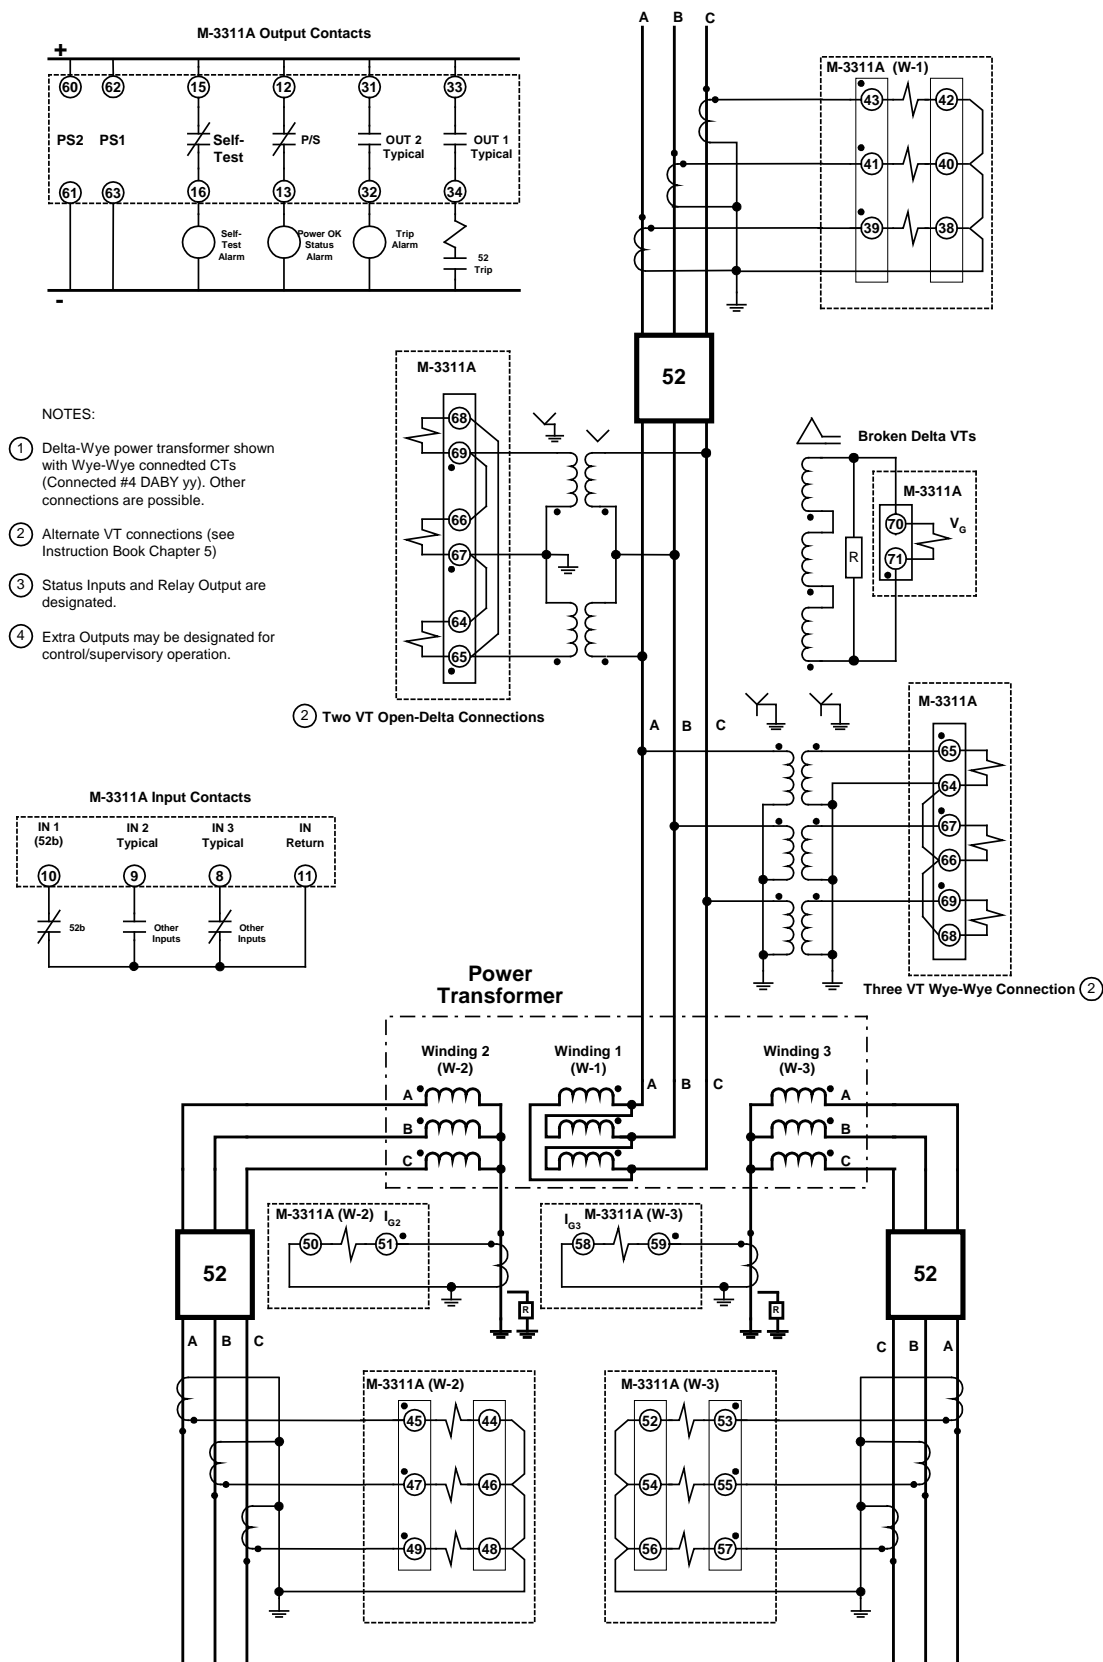 A B C
M-3311A Output Contacts
+
60 62 15 12 31 33
PS2 PS1
Self-
Test
P/S
OUT 2
Typical
OUT 1
Typical
61 63 16 13 32 34
Self-
Test
Alarm
Power OK
Status
Alarm
Trip
Alarm
52
Trip
-
M-3311A (W-1)
43 42
41 40
39 38
52
NOTES:
1 Delta-Wye power transformer shown
with Wye-Wye connedted CTs
(Connected #4 DABY yy). Other
connections are possible.
2 Alternate VT connections (see
Instruction Book Chapter 5)
3 Status Inputs and Relay Output are
designated.
4 Extra Outputs may be designated for
control/supervisory operation.
M-3311A
68
69
66
67
64
65
2 Two VT Open-Delta Connections
Broken Delta VTs
M-3311A
R
70
71
VG
A B C
M-3311A
65
64
67
66
69
68
Three VT Wye-Wye Connection 2
M-3311A Input Contacts
IN 1
(52b)
IN 2
Typical
IN 3
Typical
IN
Return
10 9 8 11
52b
Other
Inputs
Other
Inputs
Power
Transformer
Winding 2
(W-2)
Winding 1
(W-1)
Winding 3
(W-3)
A
B
C
A B C
A
B
C
M-3311A (W-2)
IG2
50 51
R
IG3
M-3311A (W-3)
58 59
R
52
52
A B C
C B A
M-3311A (W-2)
45 44
47 46
49 48
M-3311A (W-3)
52 53
54 55
56 57